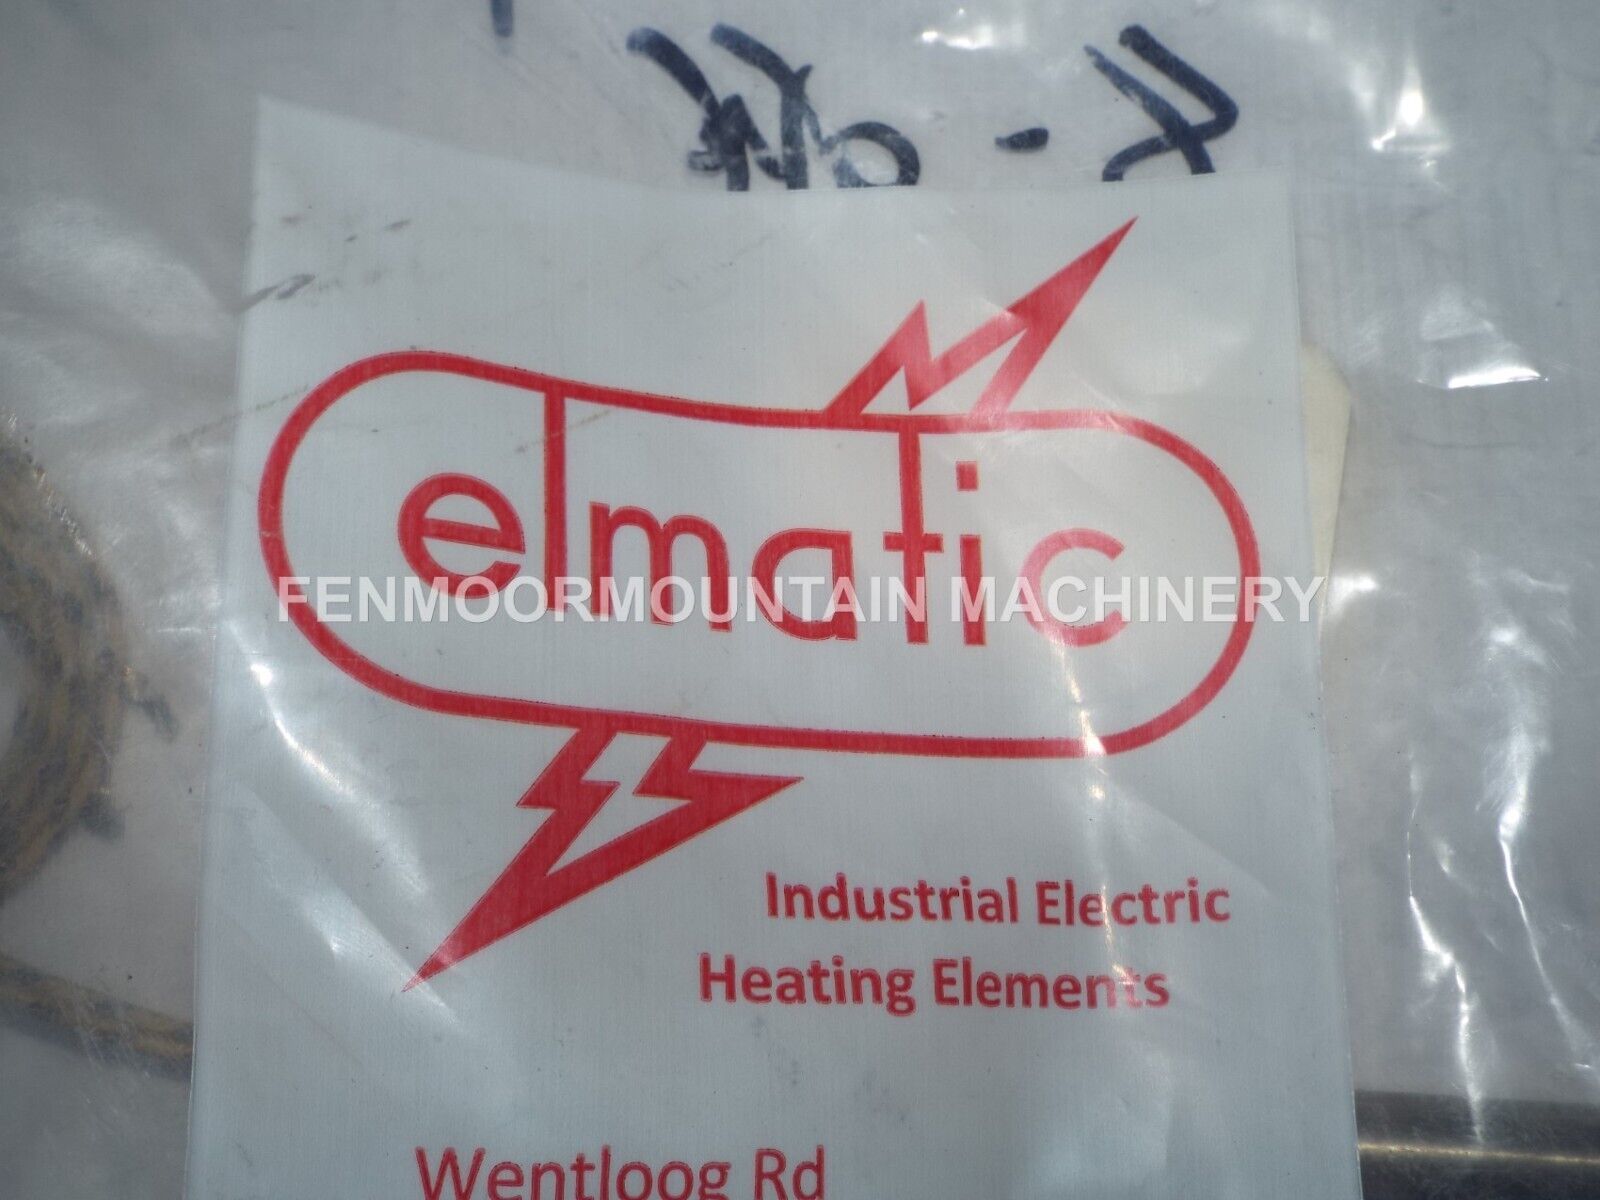 elmatic
FENMOORMOUNTAIN MACHINERY
Industrial Electric
Heating Elements
Wentloog Rd